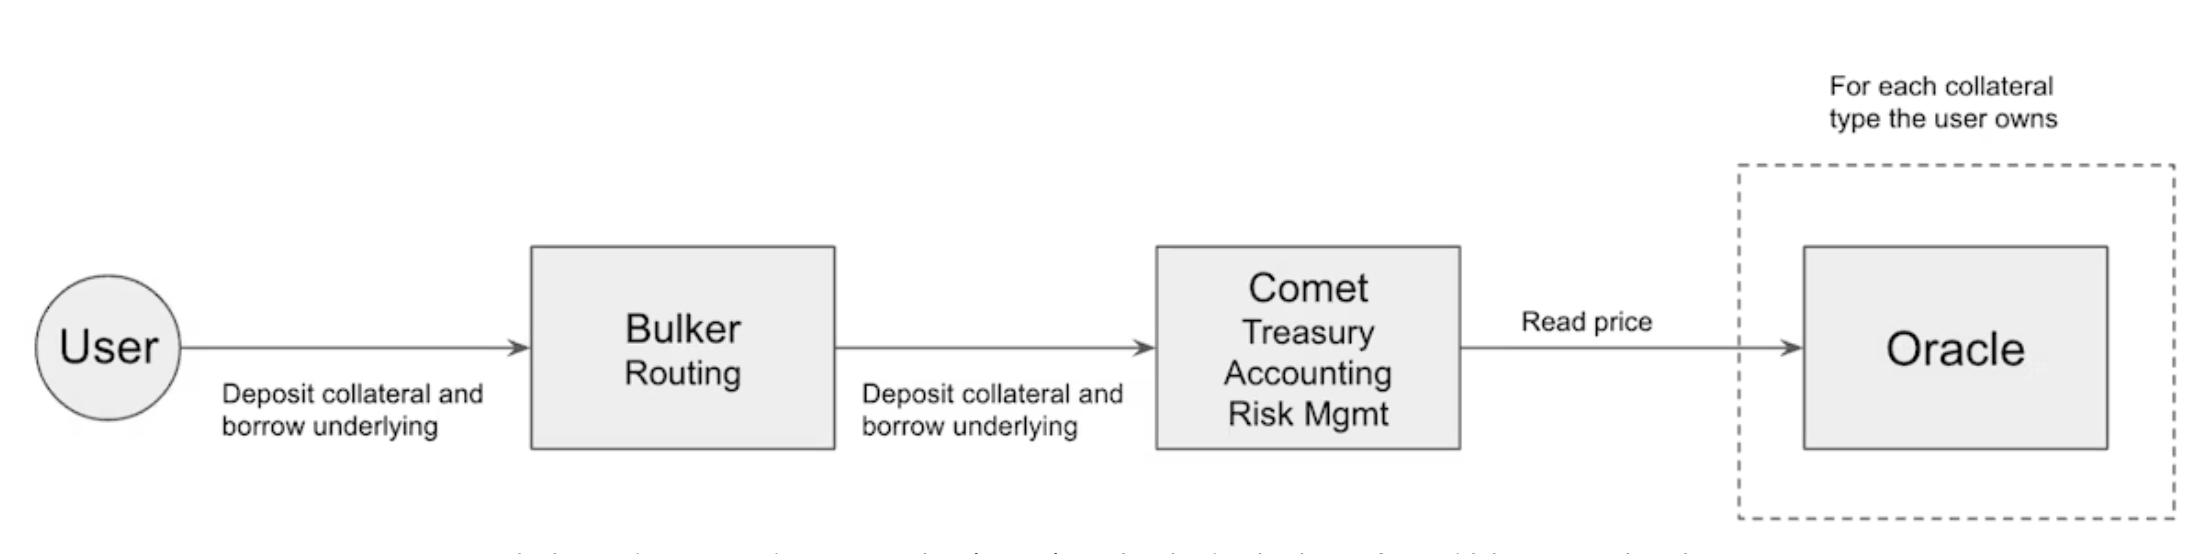 For each collateral
type the user owns
User
Deposit collateral and
borrow underlying
Bulker
Routing
Deposit collateral and
borrow underlying
Comet
Treasury
Accounting
Risk Mgmt
Read price
Oracle